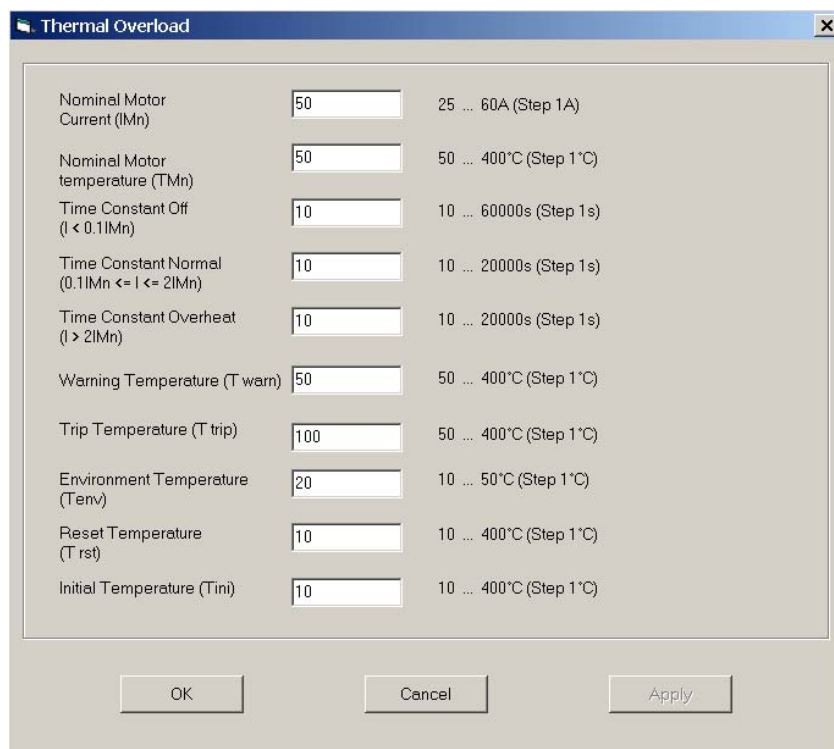 Thermal Overload
Nominal Motor
Current (IMn)
50
25 ... 60A (Step 1A)
Nominal Motor
temperature (TMn)
50
50 ... 400°C (Step 1°C)
Time Constant Off
(I < 0.1IMn)
10
10 ... 60000s (Step 1s)
Time Constant Normal
(0.1IMn <= I <= 2IMn)
10
10 ... 20000s (Step 1s)
Time Constant Overheat
(I > 2IMn)
10
10 ... 20000s (Step 1s)
Warning Temperature (T warn)
50
50 ... 400°C (Step 1°C)
Trip Temperature (T trip)
100
50 ... 400°C (Step 1°C)
Environment Temperature
(Tenv)
20
10 ... 50°C (Step 1°C)
Reset Temperature
(T rst)
10
10 ... 400°C (Step 1°C)
Initial Temperature (Tini)
10
10 ... 400°C (Step 1°C)
OK
Cancel
Apply